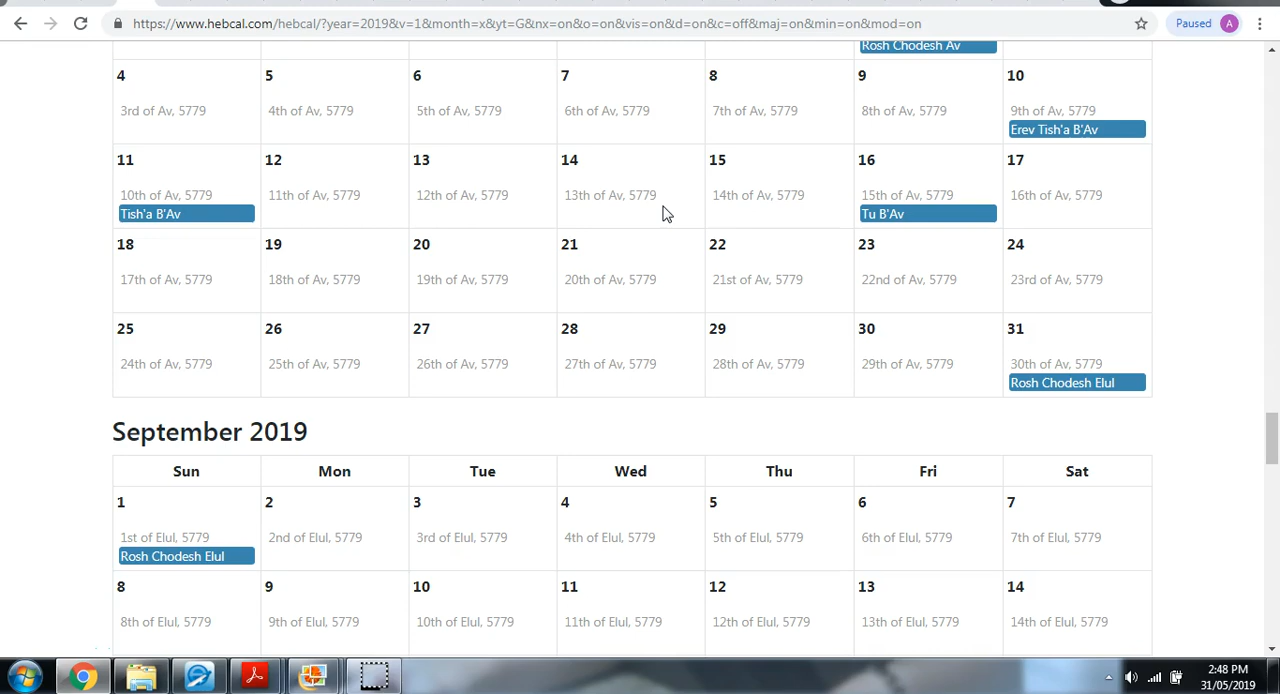 https://www.hebcal.com/hebcal/?year=2019&v=1&month=x&yt=G&nx=on&o=on&vis=on&d=on&c=off&maj=on&min=on&mod=on
Paused A
Rosh Chodesh Av
4 5 6 7 8 9 10
3rd of Av, 5779 4th of Av, 5779 5th of Av, 5779 6th of Av, 5779 7th of Av, 5779 8th of Av, 5779 9th of Av, 5779
Erev Tish'a B'Av
11 12 13 14 15 16 17
10th of Av, 5779 11th of Av, 5779 12th of Av, 5779 13th of Av, 5779 14th of Av, 5779 15th of Av, 5779 16th of Av, 5779
Tish'a B'Av Tu B'Av
18 19 20 21 22 23 24
17th of Av, 5779 18th of Av, 5779 19th of Av, 5779 20th of Av, 5779 21st of Av, 5779 22nd of Av, 5779 23rd of Av, 5779
25 26 27 28 29 30 31
24th of Av, 5779 25th of Av, 5779 26th of Av, 5779 27th of Av, 5779 28th of Av, 5779 29th of Av, 5779 30th of Av, 5779
Rosh Chodesh Elul
September 2019
Sun Mon Tue Wed Thu Fri Sat
1 2 3 4 5 6 7
1st of Elul, 5779 2nd of Elul, 5779 3rd of Elul, 5779 4th of Elul, 5779 5th of Elul, 5779 6th of Elul, 5779 7th of Elul, 5779
Rosh Chodesh Elul
8 9 10 11 12 13 14
8th of Elul, 5779 9th of Elul, 5779 10th of Elul, 5779 11th of Elul, 5779 12th of Elul, 5779 13th of Elul, 5779 14th of Elul, 5779
2:48 PM
31/05/2019